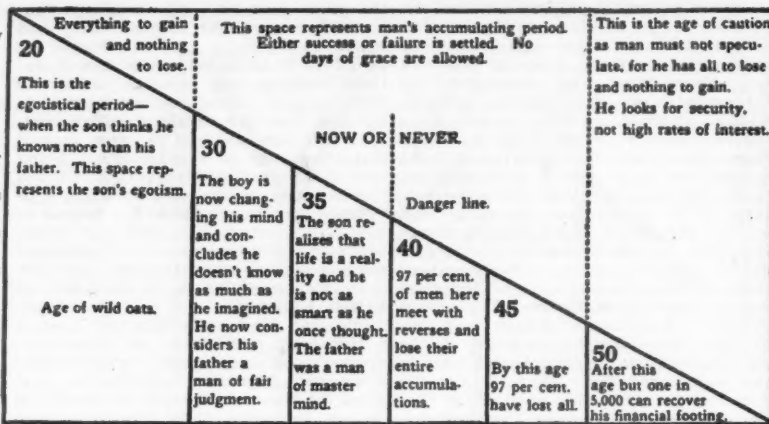 Everything to gain
and nothing
to lose.
20
This is the
egotistical period—
when the son thinks he
knows more than his
father. This space rep-
resents the son's egotism.
Age of wild oats.
This space represents man's accumulating period.
Either success or failure is settled. No
days of grace are allowed.
NOW OR NEVER.
Danger line.
This is the age of caution
as man must not specu-
late, for he has all to lose
and nothing to gain.
He looks for security,
not high rates of interest.
30
The boy is
now chang-
ing his mind
and con-
cludes he
doesn't know
as much as
he imagined.
He now con-
siders his
father a
man of fair
judgment.
35
The son re-
alizes that
life is a real-
ity and he
is not as
smart as he
once thought.
The father
was a man
of master
mind.
40
97 per cent.
of men here
meet with
reverses and
lose their
entire
accumula-
tions.
45
By this age
97 per cent.
have lost all.
50
After this
age but one in
5,000 can recover
his financial footing.